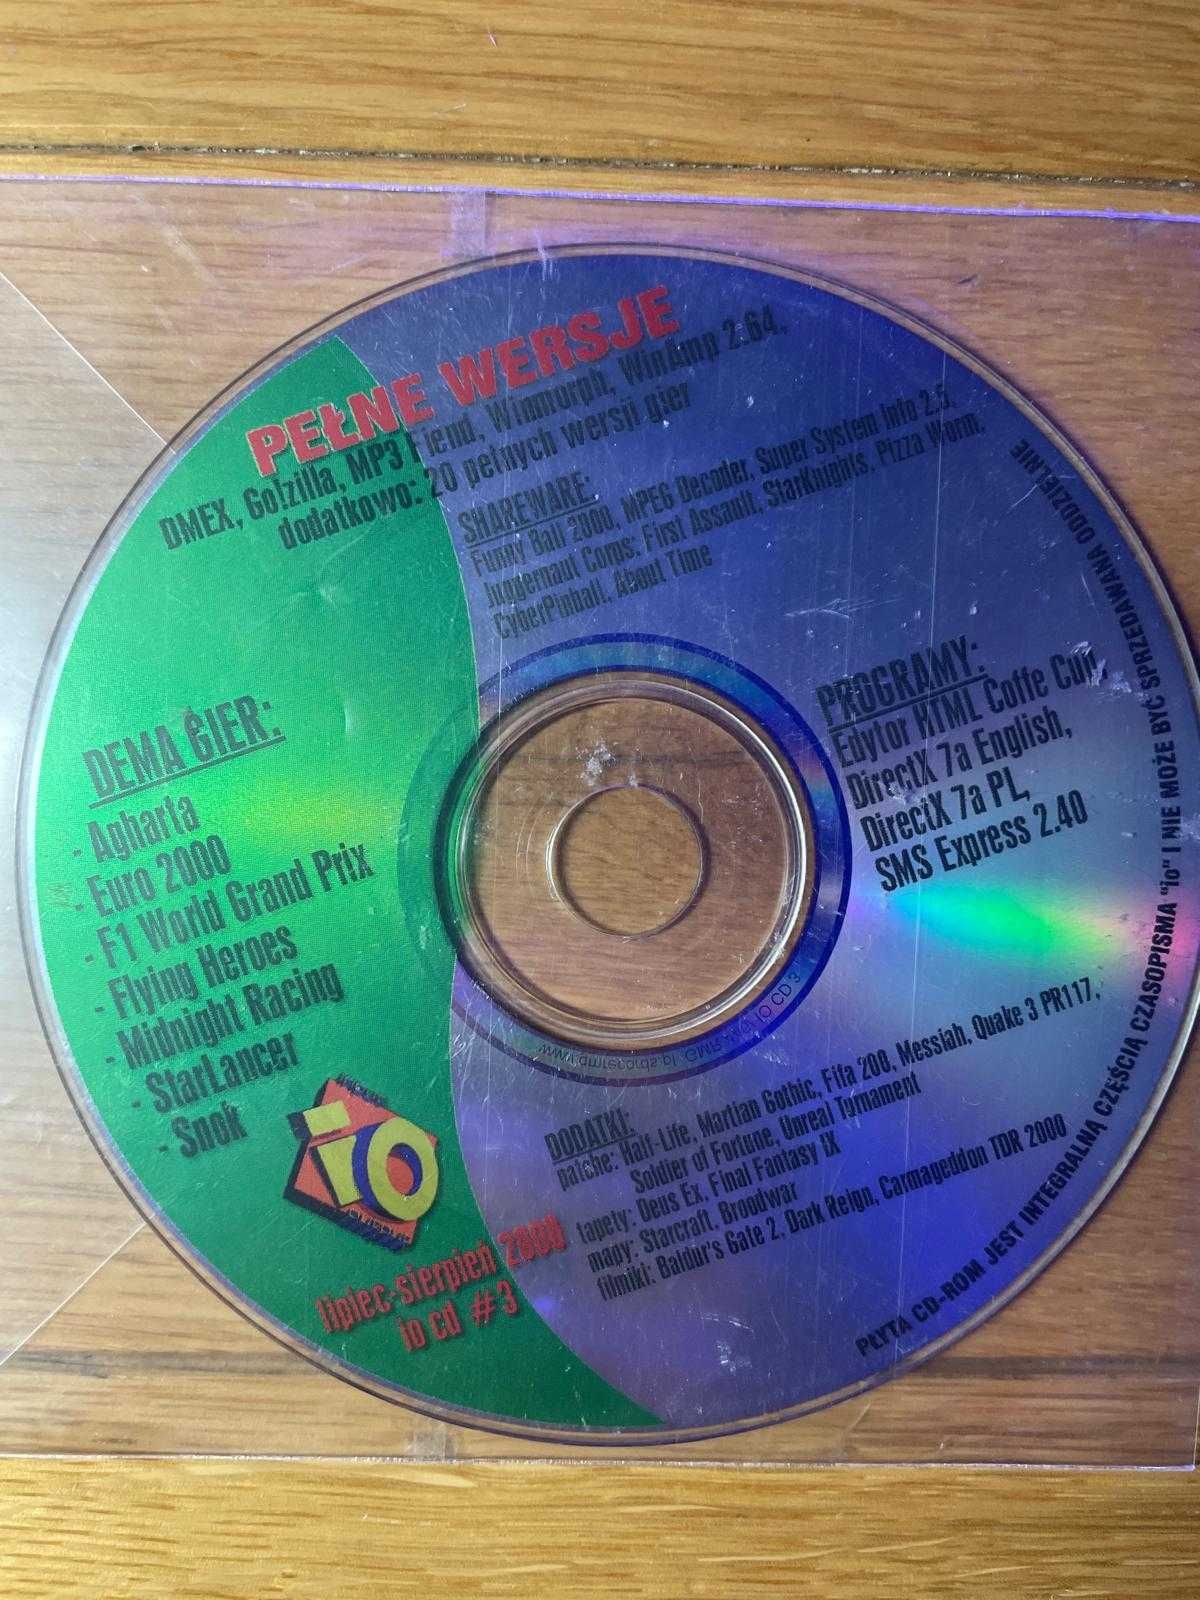 PEŁNE WERSJE
DMEX, Golzilla, MP3 Fiend, Winmorph, WinAmp 2.64,
dodatkowo: 20 pełnych wersji gier
SHAREWARE:
Funny Ball 2000, MPEG Decoder, Super System Info 2.5,
Juggernaut Corps: First Assault, StarKnights, Pizza Worm,
CyberPinball, About Time
DEMA GIER:
- Agharta
- Euro 2000
- F1 World Grand Prix
- Flying Heroes
- Midnight Racing
- StarLancer
- Snok
PROGRAMY:
Edytor HTML Coffe Cup,
DirectX 7a English,
DirectX 7a PL,
SMS Express 2.40
DODATKI:
patche: Half-Life, Martian Gothic, Fifa 200, Messiah, Quake 3 PR117,
Soldier of Fortune, Unreal Tornament
tapety: Deus Ex, Final Fantasy IX
mapy: Starcraft, Broodwar
filmiki: Baldur's Gate 2, Dark Reign, Carmageddon TDR 2000
io
lipiec-sierpień 2000
io cd #3
PŁYTA CD-ROM JEST INTEGRALNĄ CZĘŚCIĄ CZASOPISMA "io" I NIE MOŻE BYĆ SPRZEDAWANA ODDZIELNIE
www.gmrecords.pl
IO CD 3